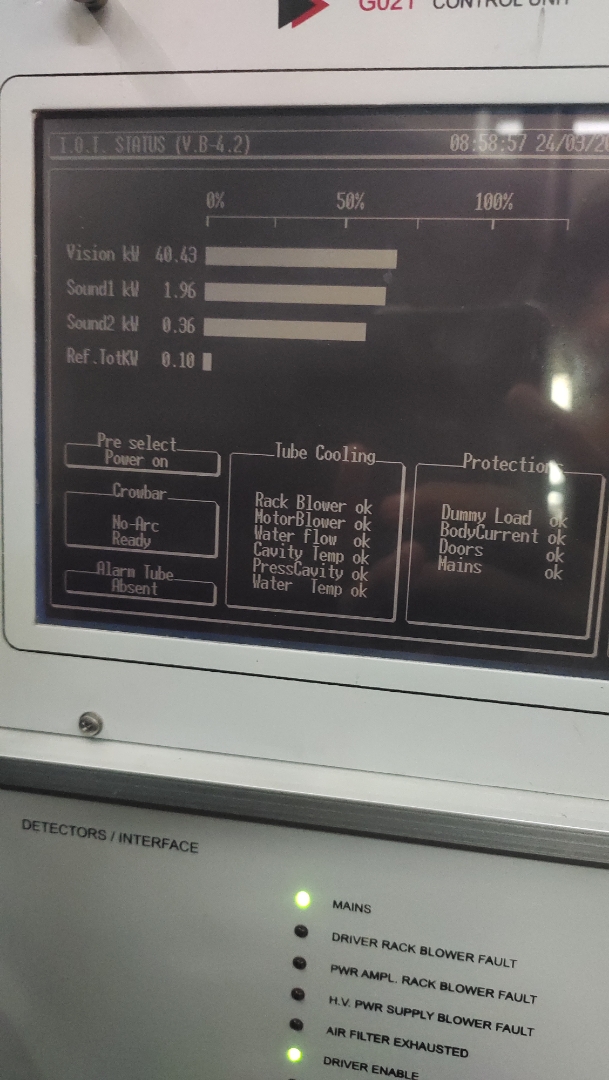 G021 CONTROL UNIT
I.O.T. STATUS (V.B-4.2) 08:58:57 24/03/20
0% 50% 100%
Vision kW 40.43
Sound1 kW 1.96
Sound2 kW 0.36
Ref.TotKW 0.10
Pre select
Power on
Crowbar
No-Arc
Ready
Alarm Tube
Absent
Tube Cooling
Rack Blower ok
MotorBlower ok
Water flow ok
Cavity Temp ok
PressCavity ok
Water Temp ok
Protection
Dummy Load ok
BodyCurrent ok
Doors ok
Mains ok
DETECTORS / INTERFACE
MAINS
DRIVER RACK BLOWER FAULT
PWR AMPL. RACK BLOWER FAULT
H.V. PWR SUPPLY BLOWER FAULT
AIR FILTER EXHAUSTED
DRIVER ENABLE